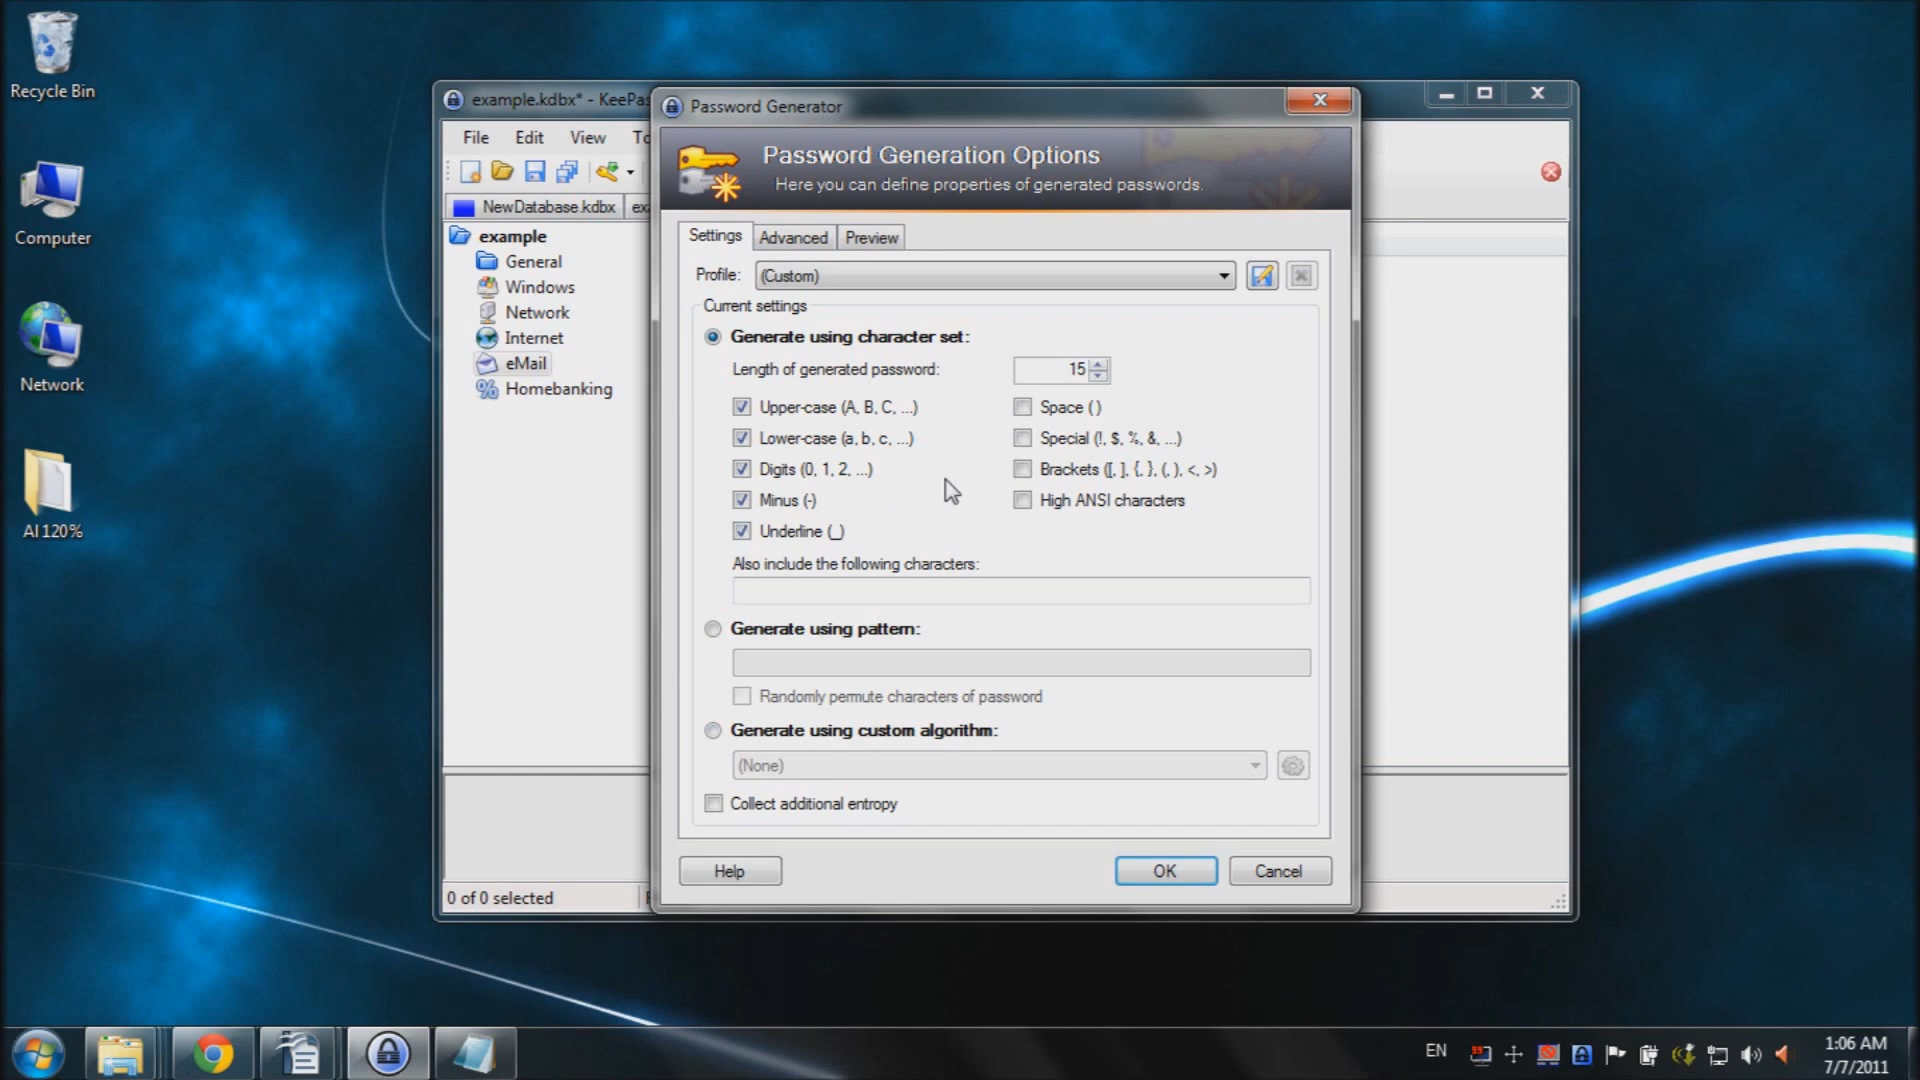 Recycle Bin
Computer
Network
AI 120%
example.kdbx* - KeePas
File Edit View To
NewDatabase.kdbx exa
example
General
Windows
Network
Internet
eMail
Homebanking
0 of 0 selected
Password Generator
Password Generation Options
Here you can define properties of generated passwords.
Settings Advanced Preview
Profile: (Custom)
Current settings
Generate using character set:
Length of generated password: 15
Upper-case (A, B, C, ...) Space ( )
Lower-case (a, b, c, ...) Special (!, $, %, &, ...)
Digits (0, 1, 2, ...) Brackets ([, ], {, }, (, ), <, >)
Minus (-) High ANSI characters
Underline (_)
Also include the following characters:
Generate using pattern:
Randomly permute characters of password
Generate using custom algorithm:
(None)
Collect additional entropy
Help OK Cancel
EN
1:06 AM
7/7/2011